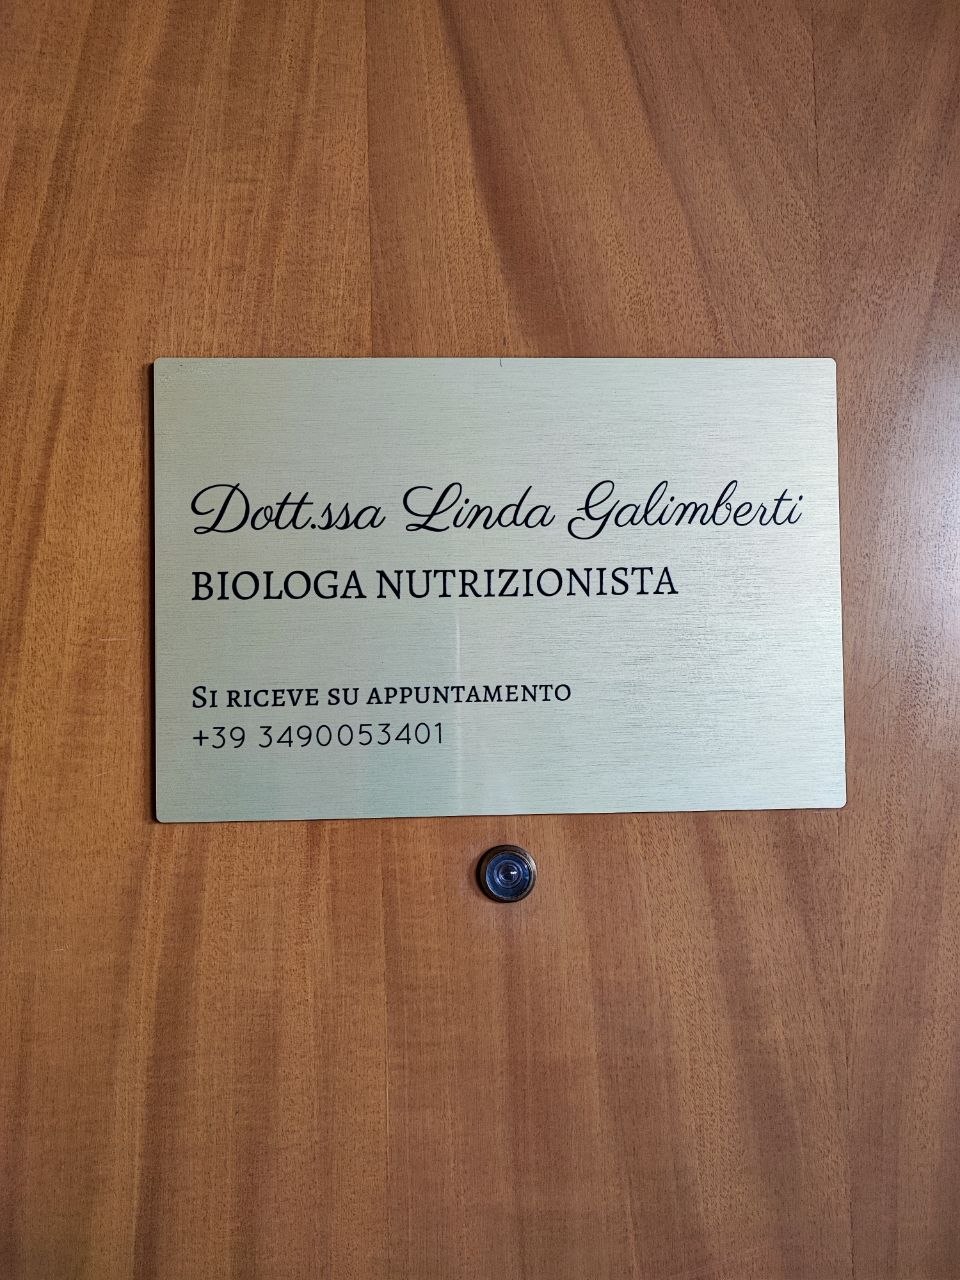 Dott.ssa Linda Galimberti
BIOLOGA NUTRIZIONISTA
SI RICEVE SU APPUNTAMENTO
+39 3490053401